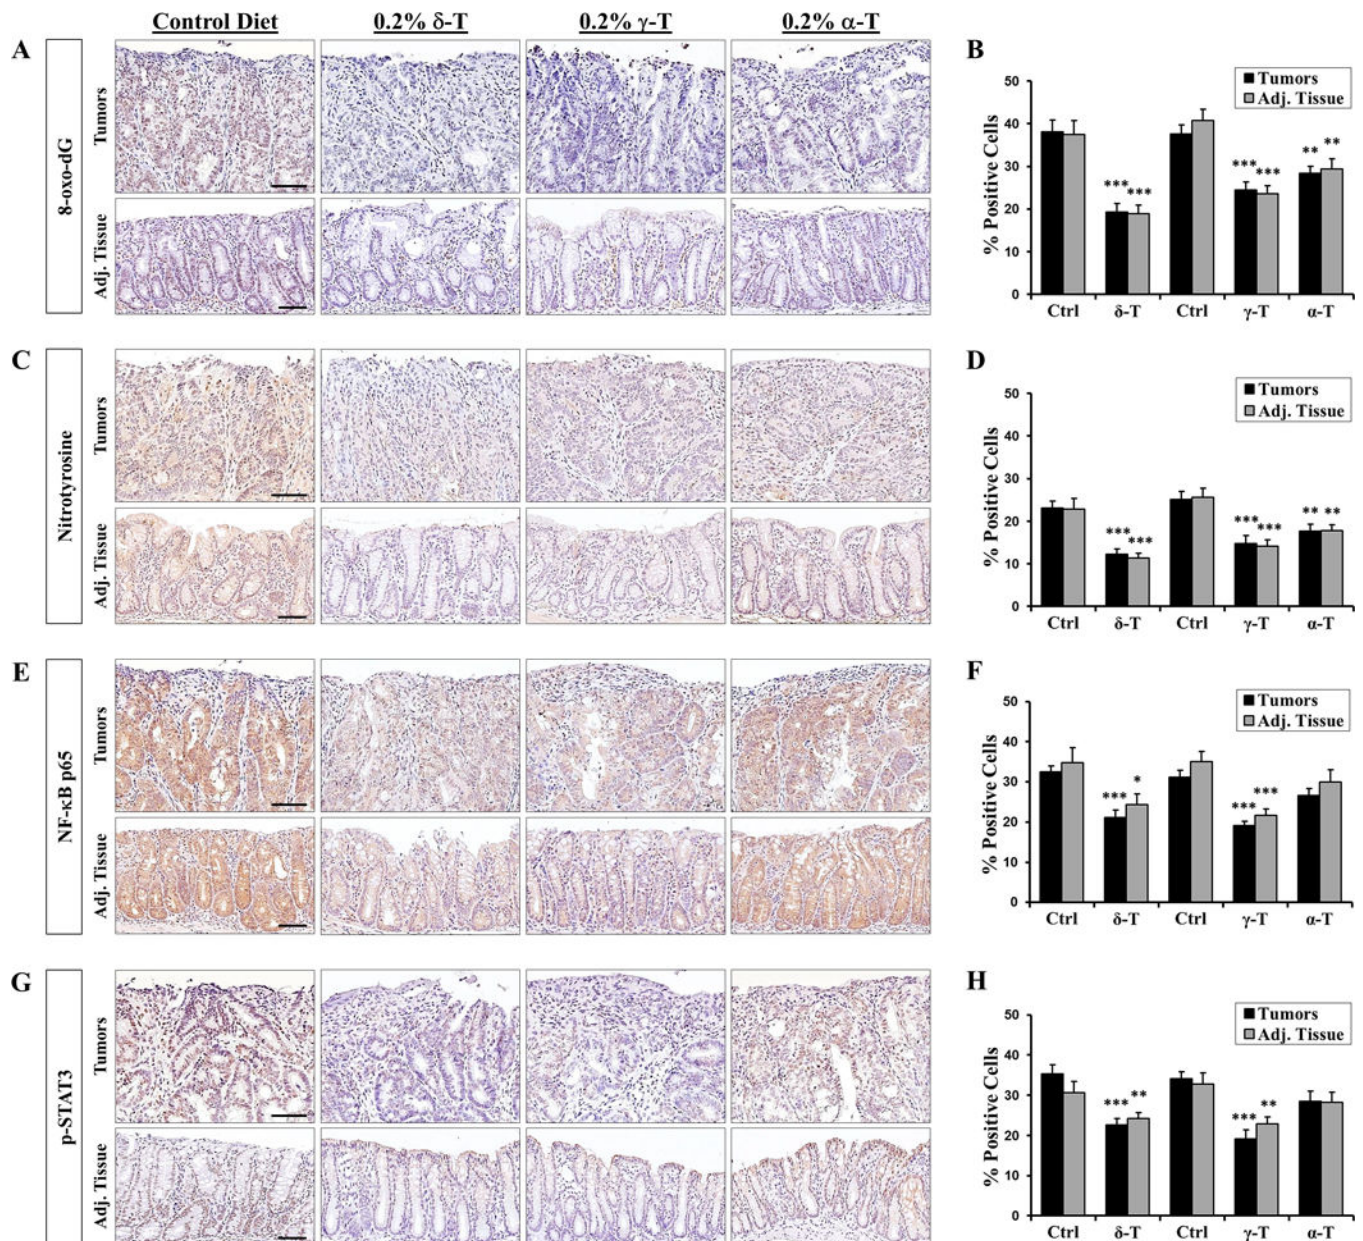 Control Diet 0.2% δ-T 0.2% γ-T 0.2% α-T
A
8-oxo-dG
Tumors
Adj. Tissue
B
% Positive Cells
50
40
30
20
10
0
Tumors
Adj. Tissue
*** *** *** *** ** **
Ctrl δ-T Ctrl γ-T α-T
C
Nitrotyrosine
Tumors
Adj. Tissue
D
% Positive Cells
50
40
30
20
10
0
Tumors
Adj. Tissue
*** *** *** *** ** **
Ctrl δ-T Ctrl γ-T α-T
E
NF-κB p65
Tumors
Adj. Tissue
F
% Positive Cells
50
40
30
20
10
0
Tumors
Adj. Tissue
*** * *** ***
Ctrl δ-T Ctrl γ-T α-T
G
p-STAT3
Tumors
Adj. Tissue
H
% Positive Cells
50
40
30
20
10
0
Tumors
Adj. Tissue
*** ** *** **
Ctrl δ-T Ctrl γ-T α-T